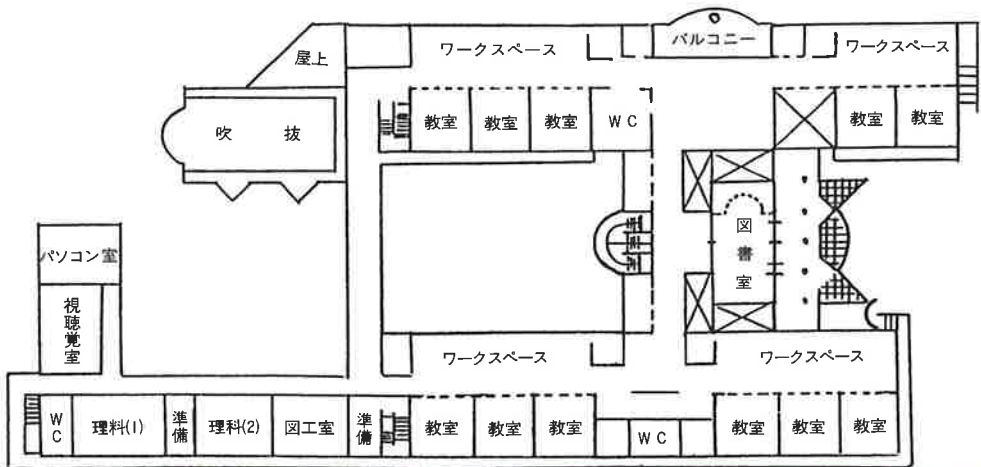 バルコニー
ワークスペース
ワークスペース
屋上
吹 抜
教室
教室
教室
WC
教室
教室
図書室
パソコン室
視聴覚室
ワークスペース
ワークスペース
WC
理料(1)
準備
理科(2)
図工室
準備
教室
教室
教室
WC
教室
教室
教室